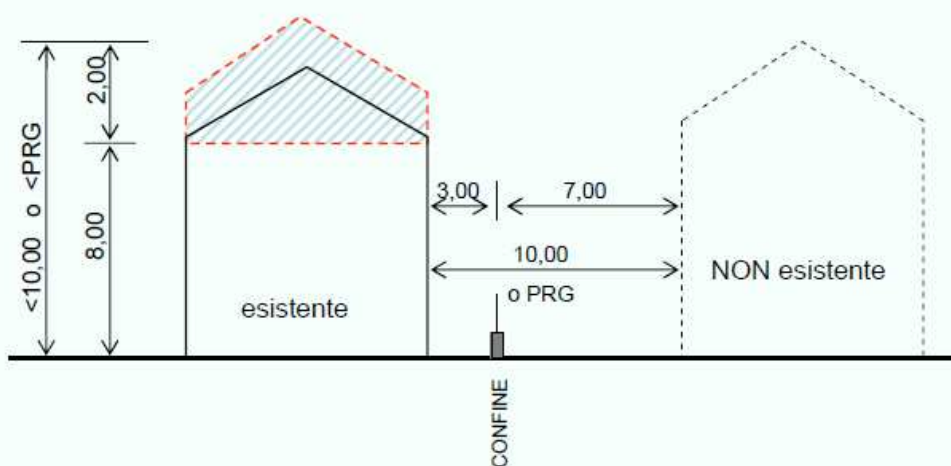 <10,00 o <PRG
2,00
8,00
3,00
7,00
10,00
o PRG
esistente
NON esistente
CONFINE